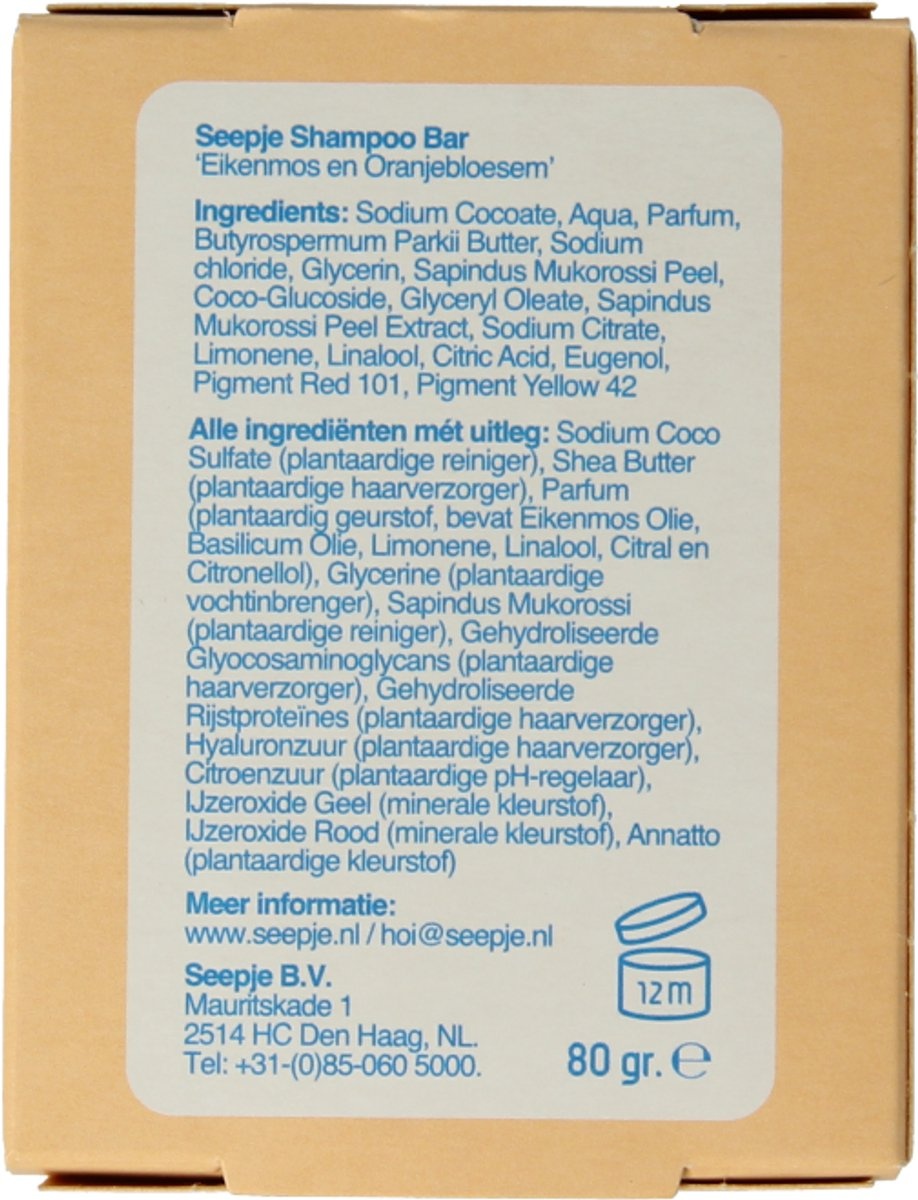 Seepje Shampoo Bar
'Eikenmos en Oranjebloesem'
Ingredients: Sodium Cocoate, Aqua, Parfum,
Butyrospermum Parkii Butter, Sodium
chloride, Glycerin, Sapindus Mukorossi Peel,
Coco-Glucoside, Glyceryl Oleate, Sapindus
Mukorossi Peel Extract, Sodium Citrate,
Limonene, Linalool, Citric Acid, Eugenol,
Pigment Red 101, Pigment Yellow 42
Alle ingrediënten mét uitleg: Sodium Coco
Sulfate (plantaardige reiniger), Shea Butter
(plantaardige haarverzorger), Parfum
(plantaardig geurstof, bevat Eikenmos Olie,
Basilicum Olie, Limonene, Linalool, Citral en
Citronellol), Glycerine (plantaardige
vochtinbrenger), Sapindus Mukorossi
(plantaardige reiniger), Gehydroliseerde
Glyocosaminoglycans (plantaardige
haarverzorger), Gehydroliseerde
Rijstproteïnes (plantaardige haarverzorger),
Hyaluronzuur (plantaardige haarverzorger),
Citroenzuur (plantaardige pH-regelaar),
IJzeroxide Geel (minerale kleurstof),
IJzeroxide Rood (minerale kleurstof), Annatto
(plantaardige kleurstof)
Meer informatie:
www.seepje.nl / hoi@seepje.nl
Seepje B.V.
Mauritskade 1
2514 HC Den Haag, NL.
Tel: +31-(0)85-060 5000.
12M
80 gr. ℮